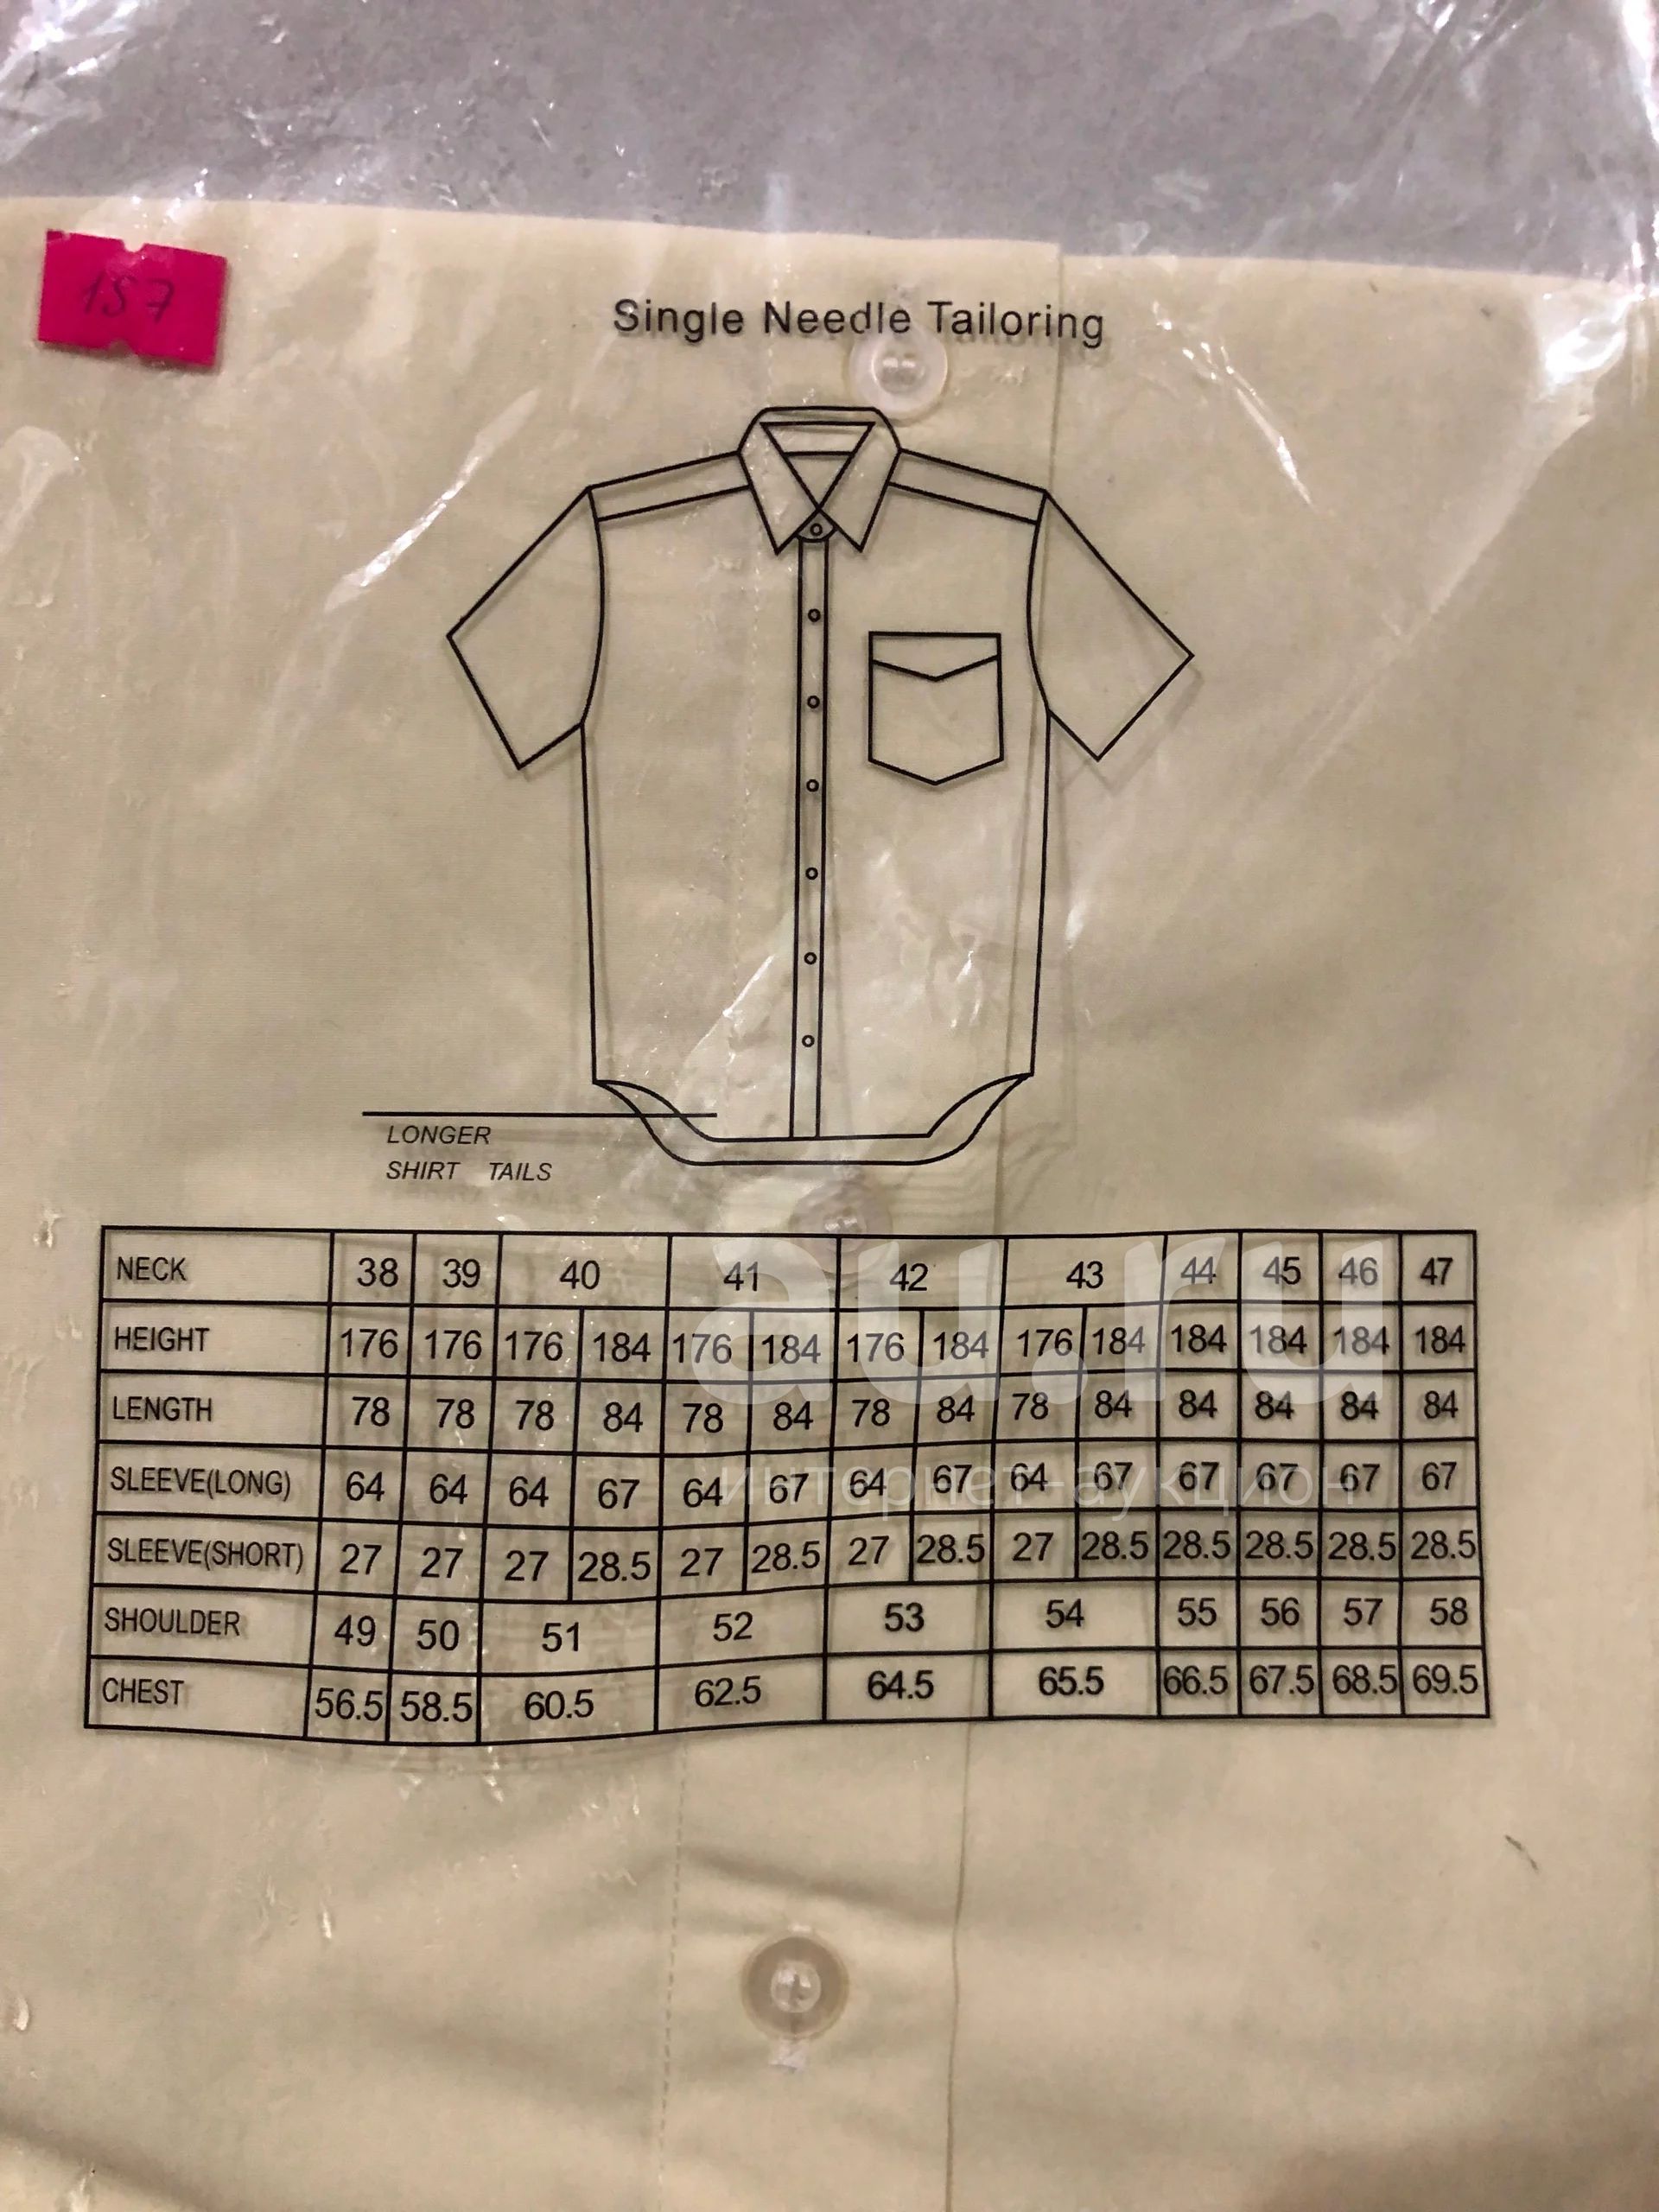 157
Single Needle Tailoring
LONGER
SHIRT TAILS
NECK 38 39 40 41 42 43 44 45 46 47
HEIGHT 176 176 176 184 176 184 176 184 176 184 184 184 184 184
LENGTH 78 78 78 84 78 84 78 84 78 84 84 84 84 84
SLEEVE(LONG) 64 64 64 67 64 67 64 67 64 67 67 67 67 67
SLEEVE(SHORT) 27 27 27 28.5 27 28.5 27 28.5 27 28.5 28.5 28.5 28.5 28.5
SHOULDER 49 50 51 52 53 54 55 56 57 58
CHEST 56.5 58.5 60.5 62.5 64.5 65.5 66.5 67.5 68.5 69.5
au.ru
интернет-аукцион